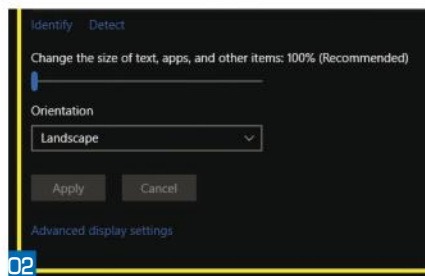 Identify Detect
Change the size of text, apps, and other items: 100% (Recommended)
Orientation
Landscape
Apply Cancel
Advanced display settings
02